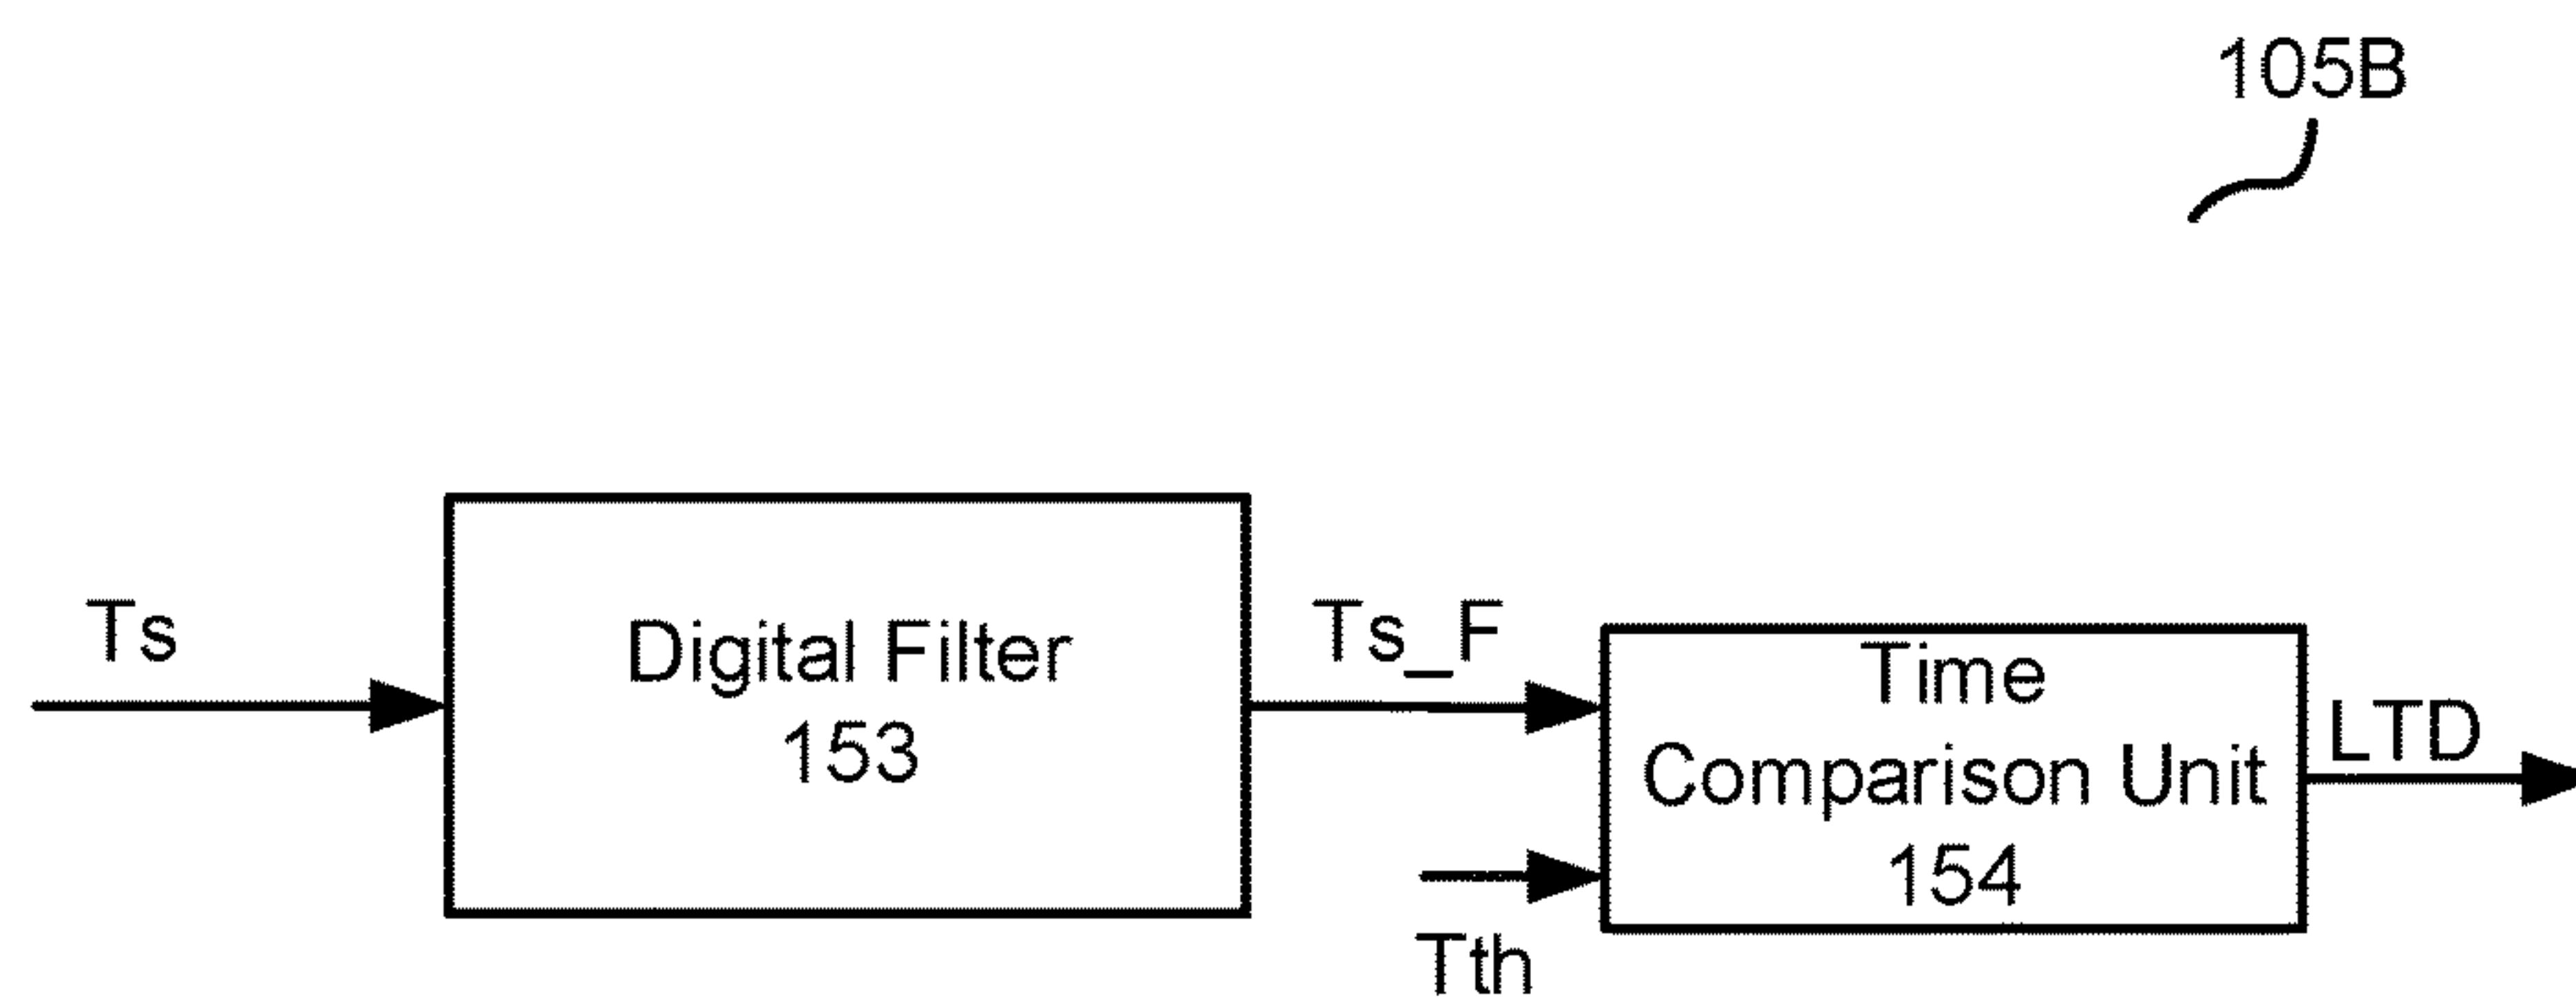 105B
Ts
Digital Filter
153
Ts_F
Tth
Time
Comparison Unit
154
LTD